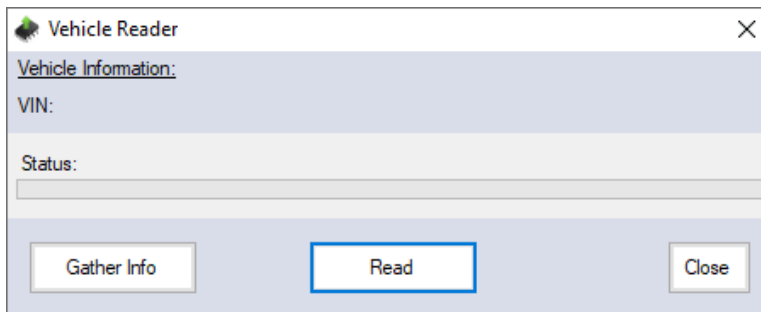 Vehicle Reader
Vehicle Information:
VIN:
Status:
Gather Info Read Close